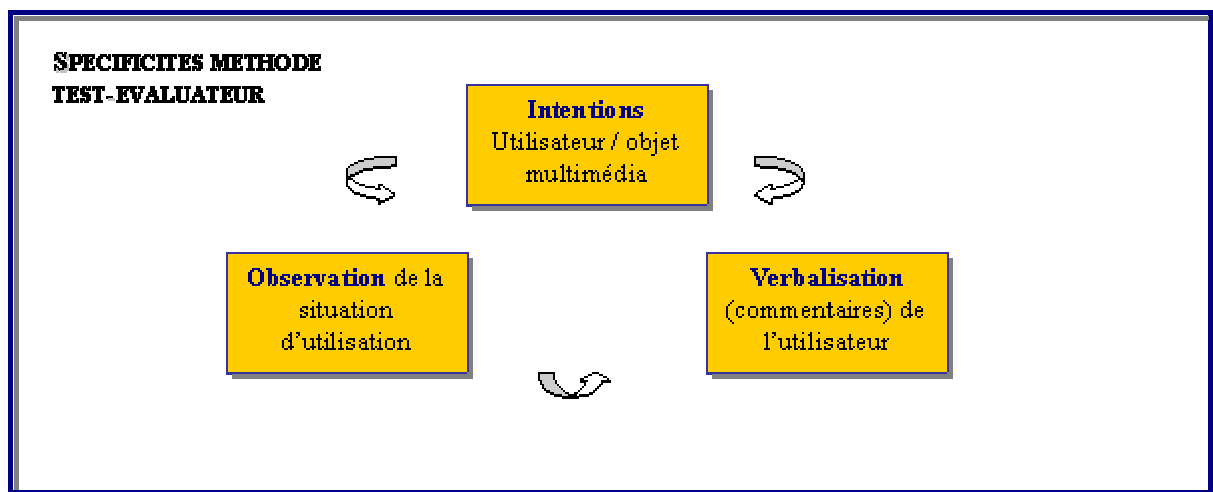 SPECIFICITES METHODE
TEST-EVALUATEUR
Intentions
Utilisateur / objet
multimédia
Observation de la
situation
d'utilisation
Verbalisation
(commentaires) de
l'utilisateur